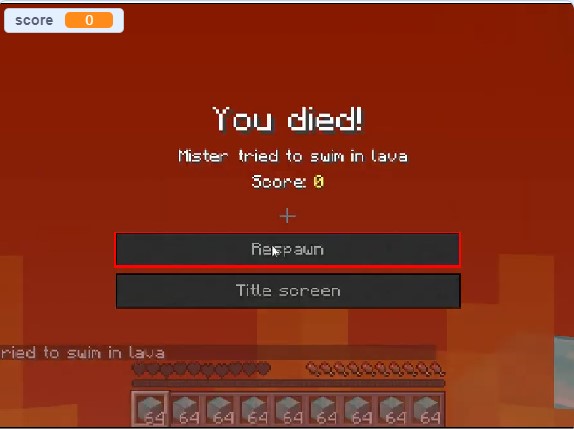 score 0
You died!
Mister tried to swim in lava
Score: 0
Respawn
Title screen
ried to swim in lava
64 64 64 64 64 64 64 64 64